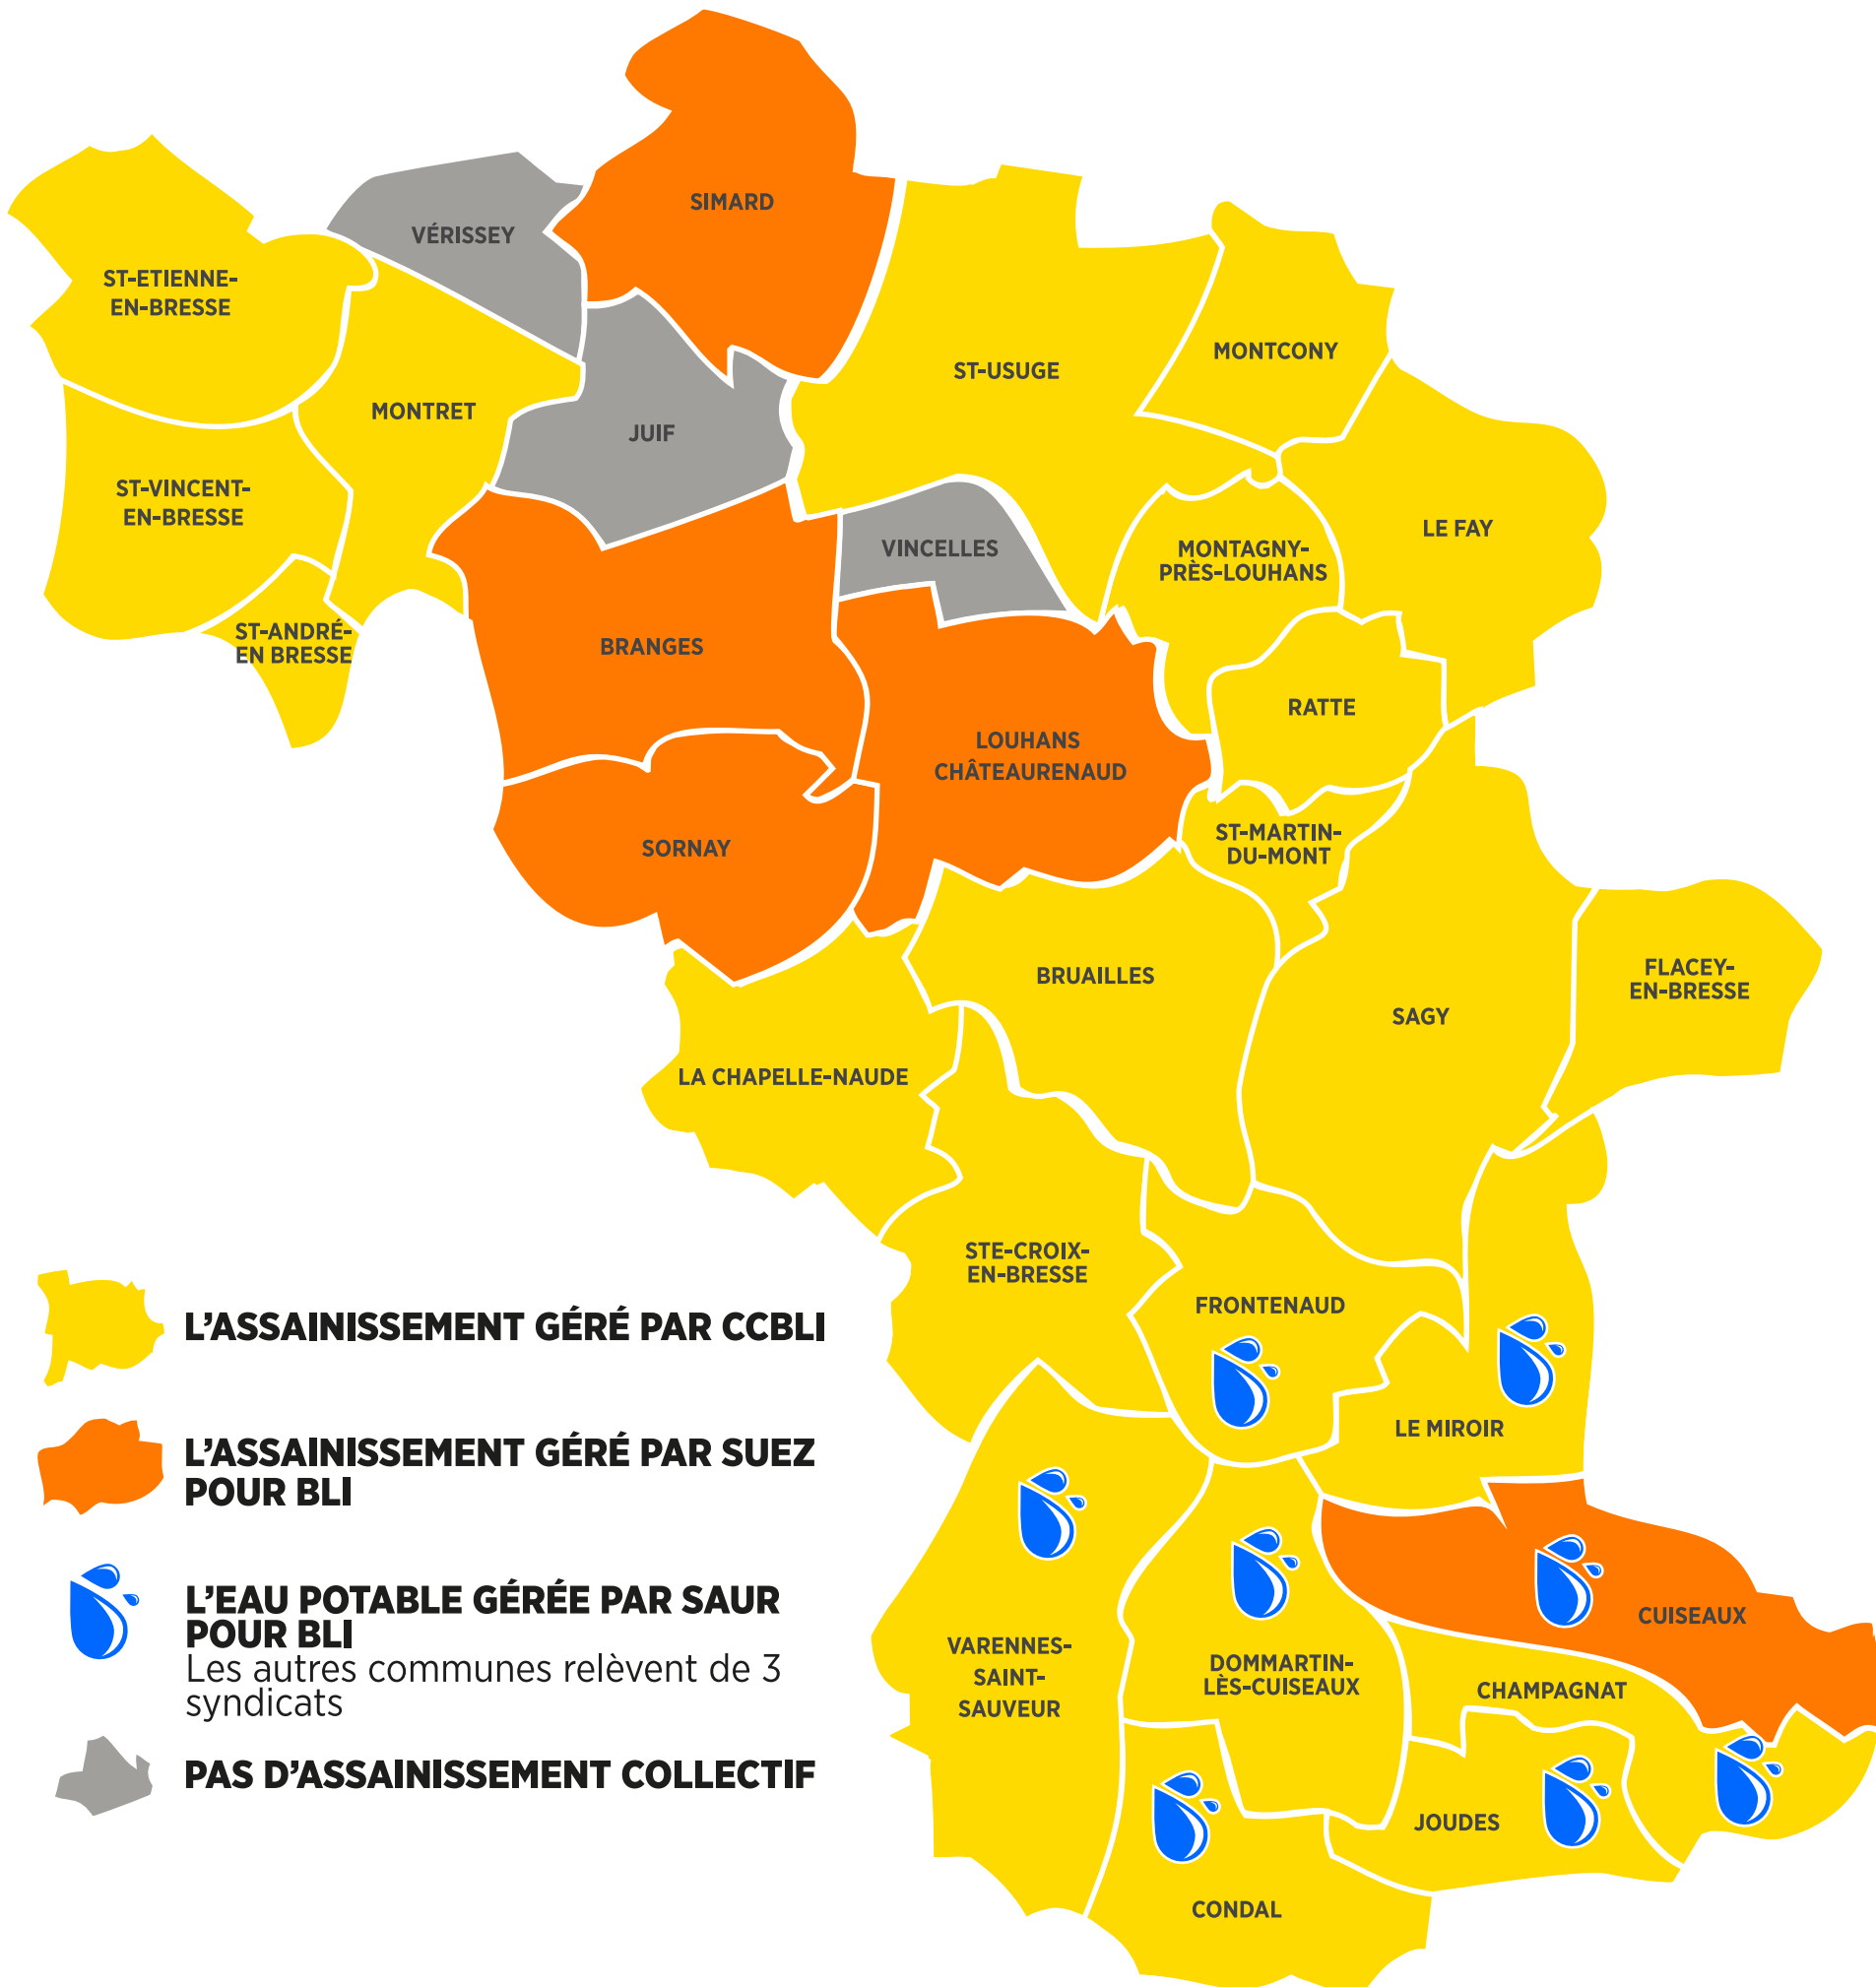 SIMARD
VÉRISSEY
ST-ETIENNE-
EN-BRESSE
MONTCONY
ST-USUGE
MONTRET
JUIF
ST-VINCENT-
EN-BRESSE
LE FAY
VINCELLES
MONTAGNY-
PRÈS-LOUHANS
ST-ANDRÉ-
EN BRESSE
BRANGES
RATTE
LOUHANS
CHÂTEAURENAUD
SORNAY
ST-MARTIN-
DU-MONT
BRUAILLES
FLACEY-
EN-BRESSE
SAGY
LA CHAPELLE-NAUDE
STE-CROIX-
EN-BRESSE
FRONTENAUD
LE MIROIR
CUISEAUX
VARENNES-
SAINT-
SAUVEUR
DOMMARTIN-
LÈS-CUISEAUX
CHAMPAGNAT
JOUDES
CONDAL
L'ASSAINISSEMENT GÉRÉ PAR CCBLI
L'ASSAINISSEMENT GÉRÉ PAR SUEZ
POUR BLI
L'EAU POTABLE GÉRÉE PAR SAUR
POUR BLI
Les autres communes relèvent de 3
syndicats
PAS D'ASSAINISSEMENT COLLECTIF